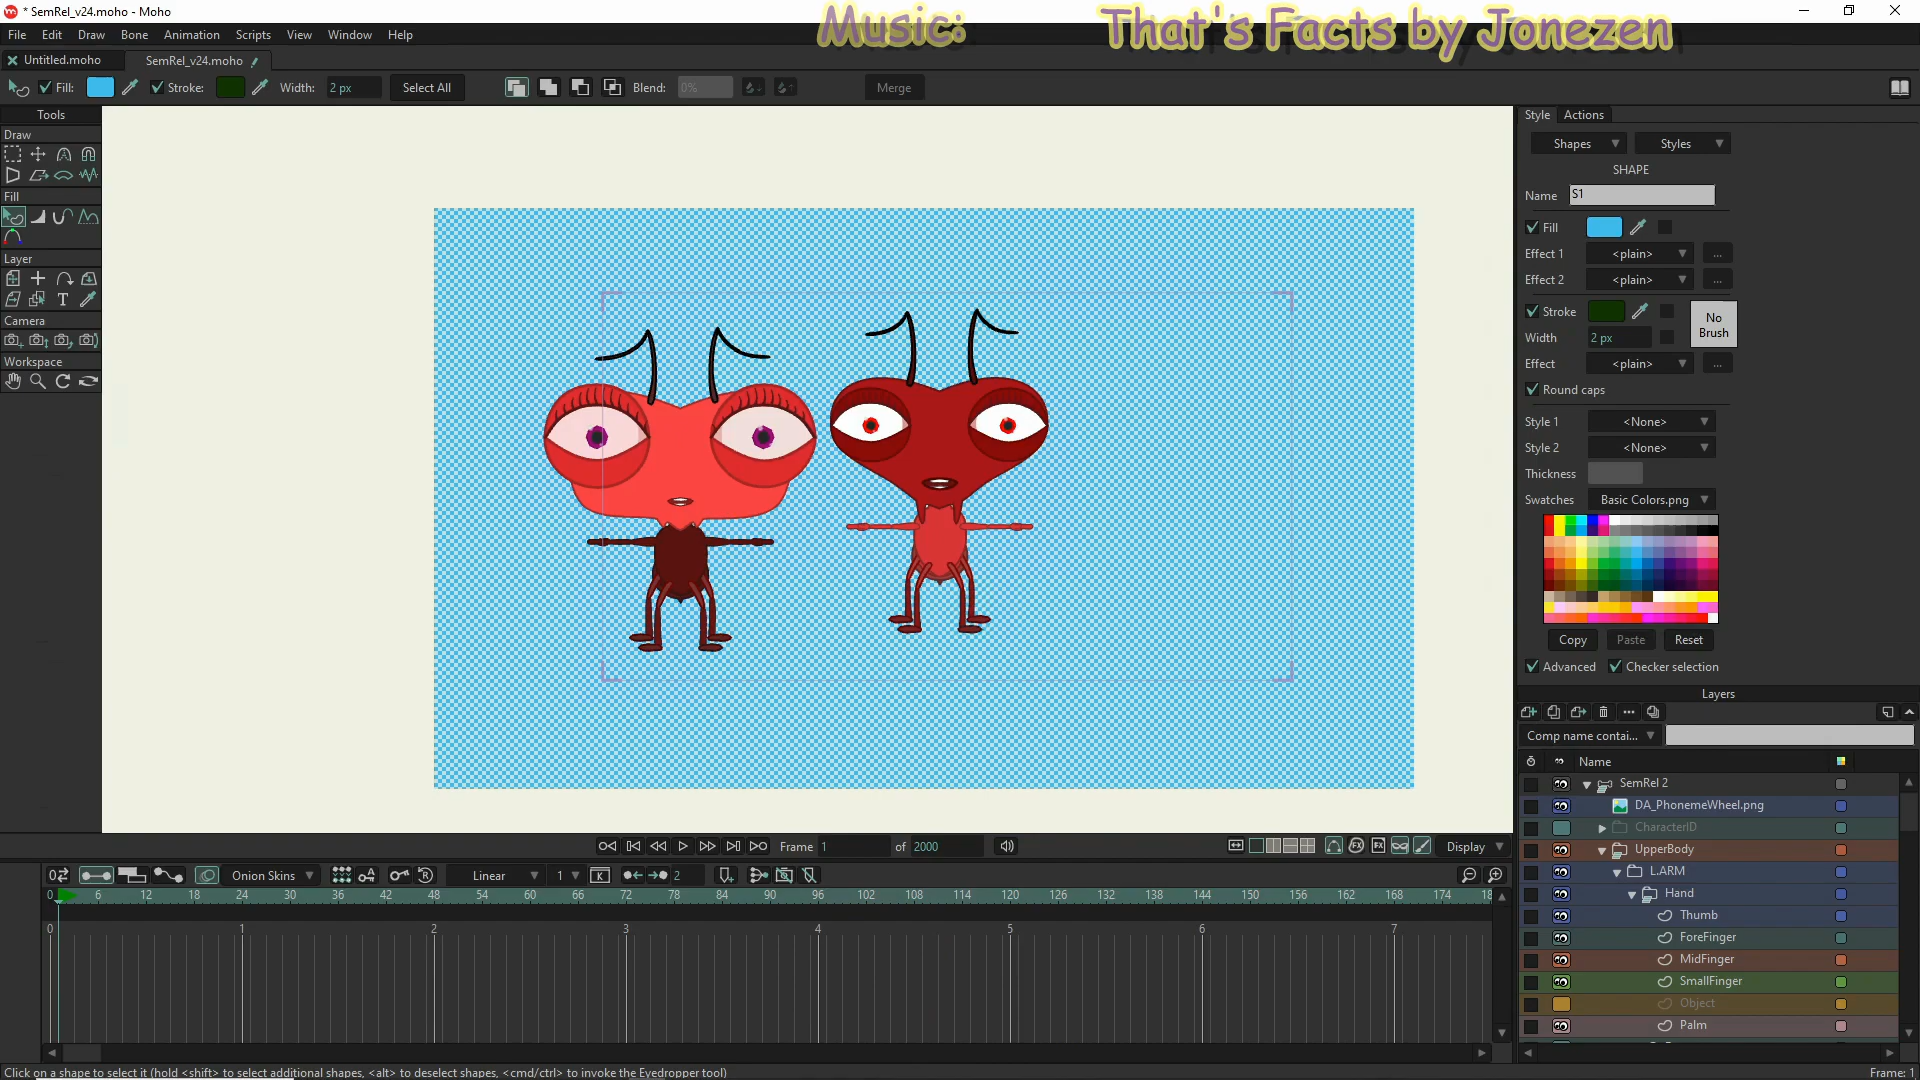 * SemRel_v24.moho - Moho
Music: That's Facts by Jonezen
File Edit Draw Bone Animation Scripts View Window Help
Untitled.moho SemRel_v24.moho
Fill: Stroke: Width: 2 px Select All Blend: 0% Merge
Tools
Draw
Fill
Layer
Camera
Workspace
Style Actions
Shapes Styles
SHAPE
Name S1
Fill
Effect 1 <plain> ...
Effect 2 <plain> ...
Stroke
No Brush
Width 2 px
Effect <plain> ...
Round caps
Style 1 <None>
Style 2 <None>
Thickness
Swatches Basic Colors.png
Copy Paste Reset
Advanced Checker selection
Layers
Comp name contai...
Name
SemRel 2
DA_PhonemeWheel.png
CharacterID
UpperBody
L.ARM
Hand
Thumb
ForeFinger
MidFinger
SmallFinger
Object
Palm
Frame 1 of 2000 Display
Onion Skins Linear 1 K 2
0 6 12 18 24 30 36 42 48 54 60 66 72 78 84 90 96 102 108 114 120 126 132 138 144 150 156 162 168 174 18
0 1 2 3 4 5 6 7
Click on a shape to select it (hold <shift> to select additional shapes, <alt> to deselect shapes, <cmd/ctrl> to invoke the Eyedropper tool)
Frame: 1